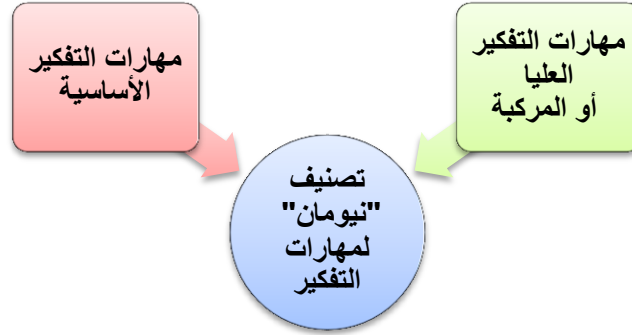 مهارات التفكير
العليا
أو المركبة
مهارات التفكير
الأساسية
تصنيف
"نيومان"
لمهارات
التفكير